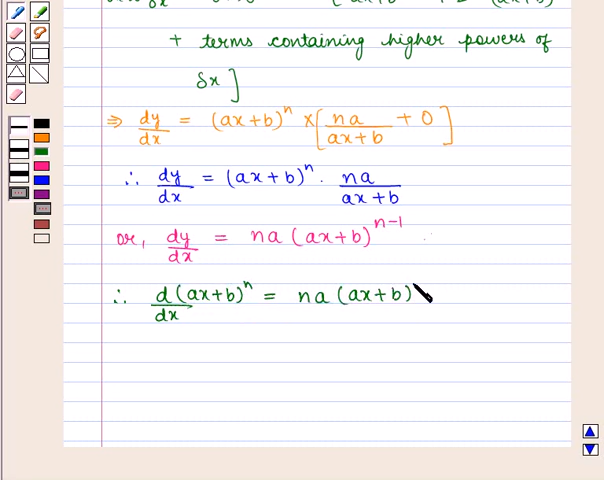 + terms containing higher powers of
δx ]
⇒ dy/dx = (ax+b)^n × [ na/(ax+b) + 0 ]
∴ dy/dx = (ax+b)^n . na/(ax+b)
or, dy/dx = na (ax+b)^(n-1)
∴ d/dx (ax+b)^n = na (ax+b)